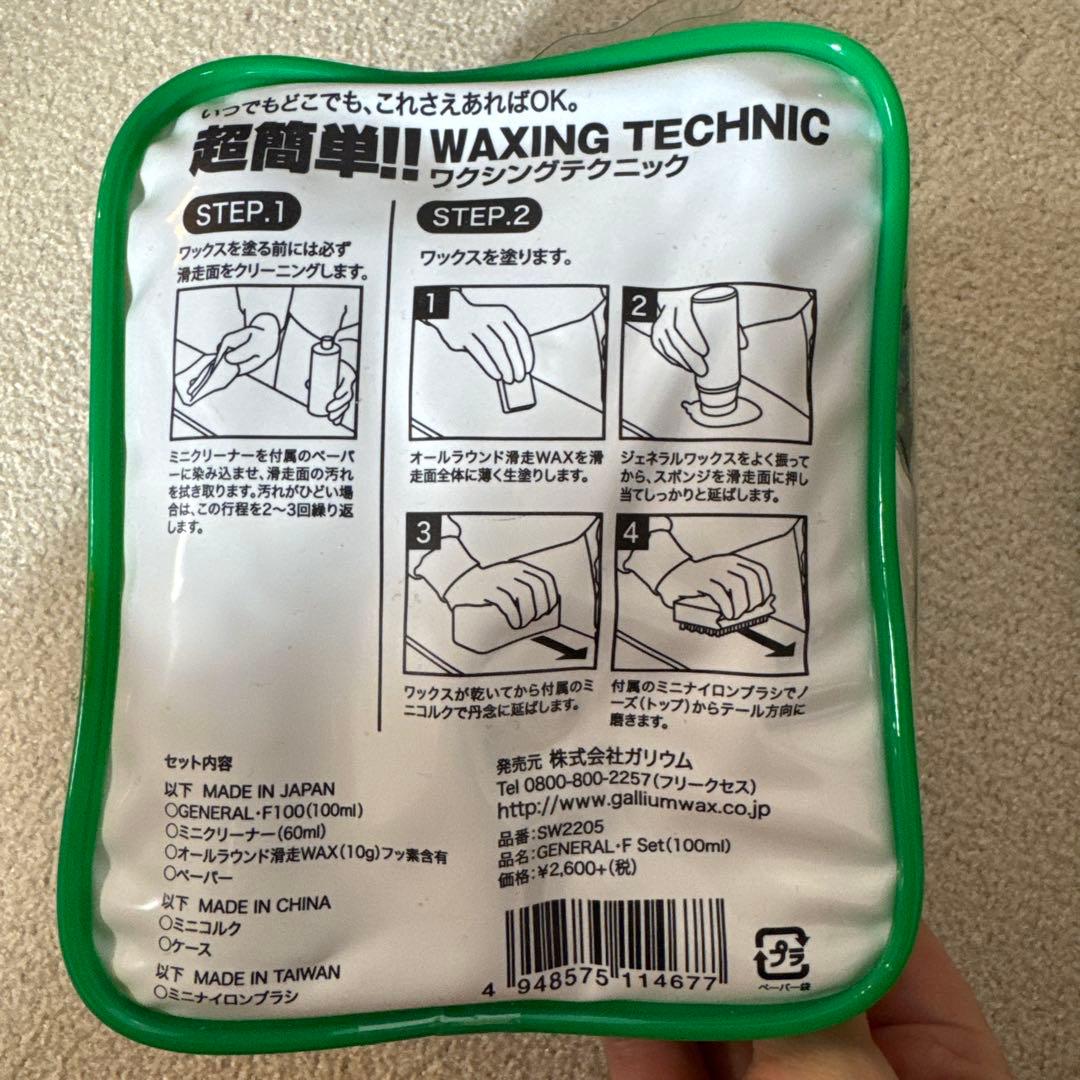 いつでもどこでも、これさえあればOK。
超簡単!! WAXING TECHNIC
ワクシングテクニック
STEP.1
ワックスを塗る前には必ず
滑走面をクリーニングします。
ミニクリーナーを付属のペーパ
ーに染み込ませ、滑走面の汚れ
を拭き取ります。汚れがひどい場
合は、この行程を2〜3回繰り返
します。
STEP.2
ワックスを塗ります。
1
オールラウンド滑走WAXを滑
走面全体に薄く生塗りします。
2
ジェネラルワックスをよく振って
から、スポンジを滑走面に押し
当てしっかりと延ばします。
3
ワックスが乾いてから付属のミ
ニコルクで丹念に延ばします。
4
付属のミニナイロンブラシでノ
ーズ(トップ)からテール方向に
磨きます。
セット内容
以下 MADE IN JAPAN
○GENERAL・F100(100ml)
○ミニクリーナー(60ml)
○オールラウンド滑走WAX(10g)フッ素含有
○ペーパー
以下 MADE IN CHINA
○ミニコルク
○ケース
以下 MADE IN TAIWAN
○ミニナイロンブラシ
発売元 株式会社ガリウム
Tel 0800-800-2257(フリークセス)
http://www.galliumwax.co.jp
品番:SW2205
品名:GENERAL・F Set(100ml)
価格:¥2,600+(税)
4 948575 114677
プラ
ペーパー袋